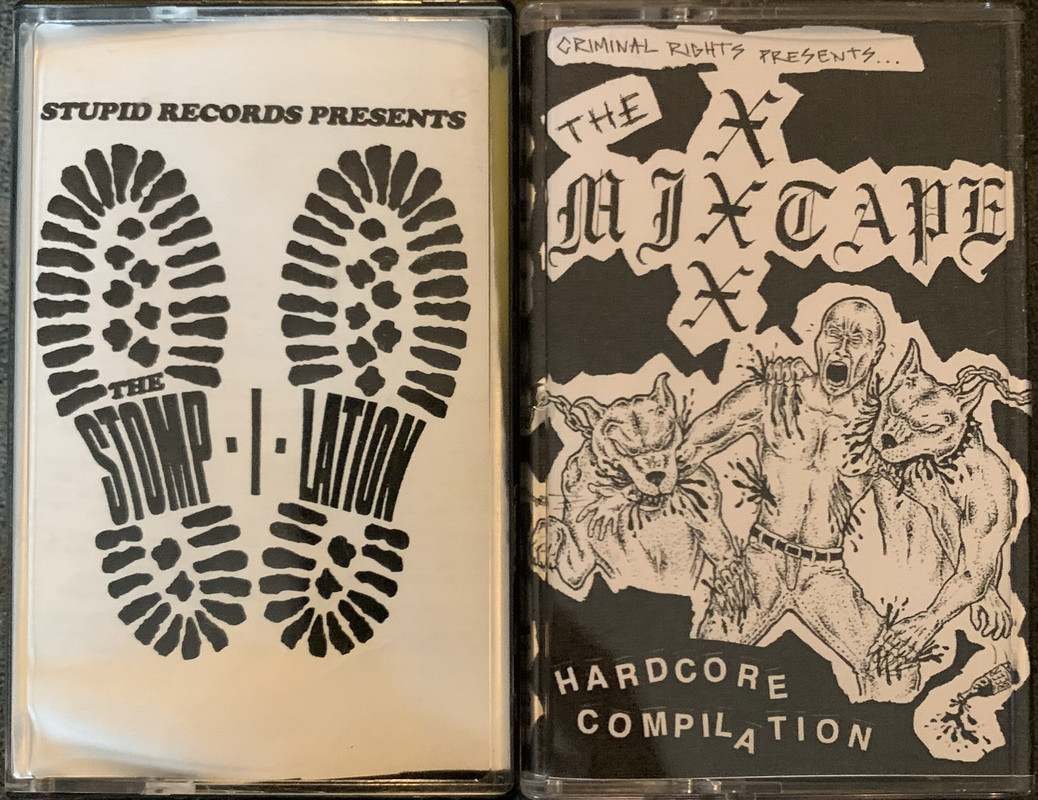 STUPID RECORDS PRESENTS
THE
STOMP-I-LATION
CRIMINAL RIGHTS PRESENTS...
THE
X
MIXTAPE
X
HARDCORE
COMPILATION